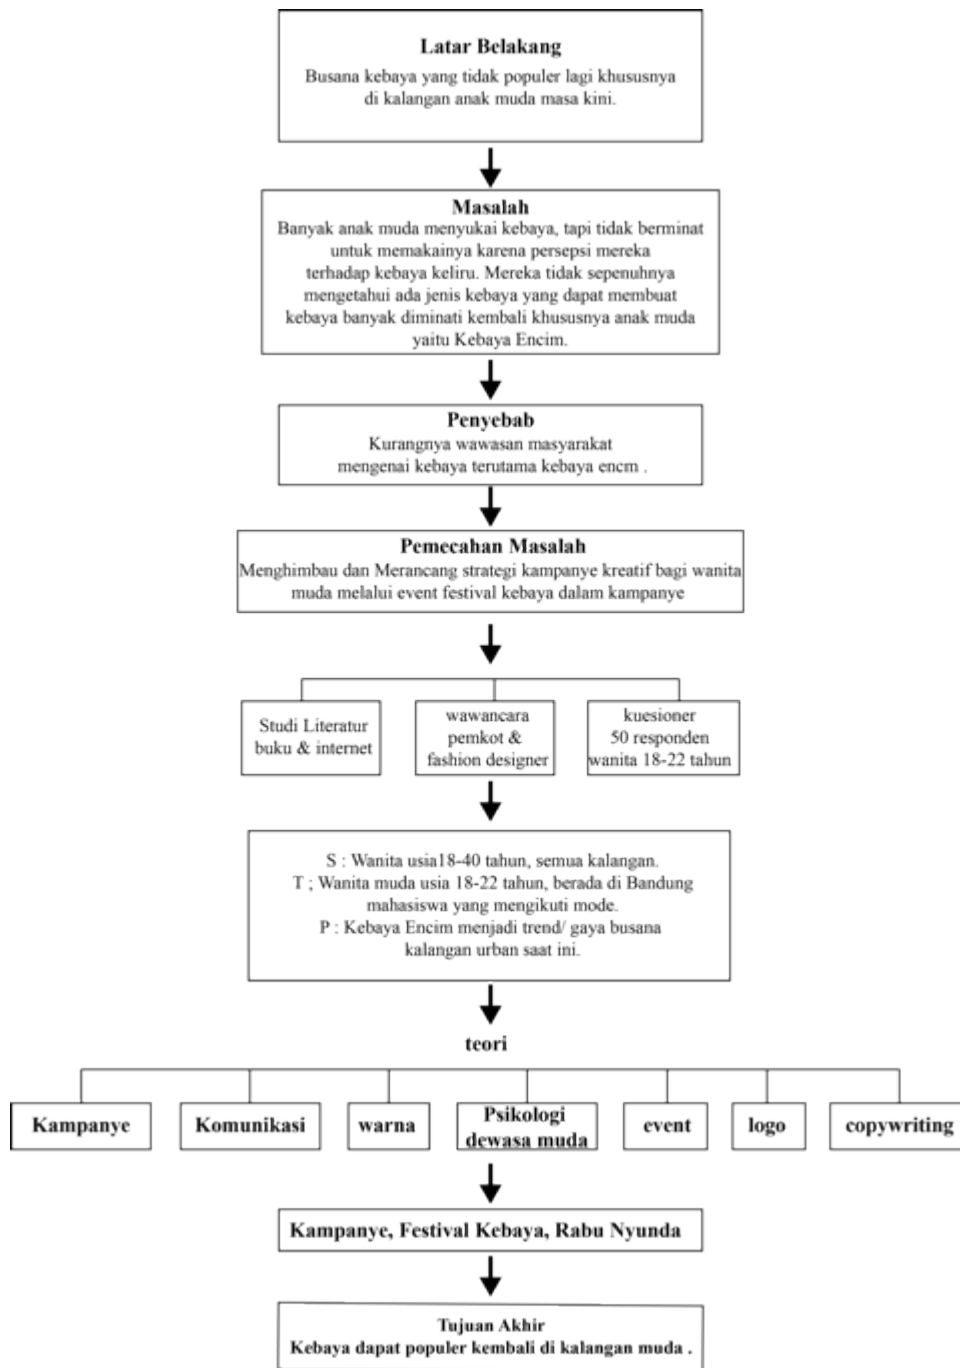 Latar Belakang
Busana kebaya yang tidak populer lagi khususnya
di kalangan anak muda masa kini.
Masalah
Banyak anak muda menyukai kebaya, tapi tidak berminat
untuk memakainya karena persepsi mereka
terhadap kebaya keliru. Mereka tidak sepenuhnya
mengetahui ada jenis kebaya yang dapat membuat
kebaya banyak diminati kembali khususnya anak muda
yaitu Kebaya Encim.
Penyebab
Kurangnya wawasan masyarakat
mengenai kebaya terutama kebaya encm .
Pemecahan Masalah
Menghimbau dan Merancang strategi kampanye kreatif bagi wanita
muda melalui event festival kebaya dalam kampanye
Studi Literatur
buku & internet
wawancara
pemkot &
fashion designer
kuesioner
50 responden
wanita 18-22 tahun
S : Wanita usia18-40 tahun, semua kalangan.
T ; Wanita muda usia 18-22 tahun, berada di Bandung
mahasiswa yang mengikuti mode.
P : Kebaya Encim menjadi trend/ gaya busana
kalangan urban saat ini.
teori
Kampanye
Komunikasi
warna
Psikologi
dewasa muda
event
logo
copywriting
Kampanye, Festival Kebaya, Rabu Nyunda
Tujuan Akhir
Kebaya dapat populer kembali di kalangan muda .